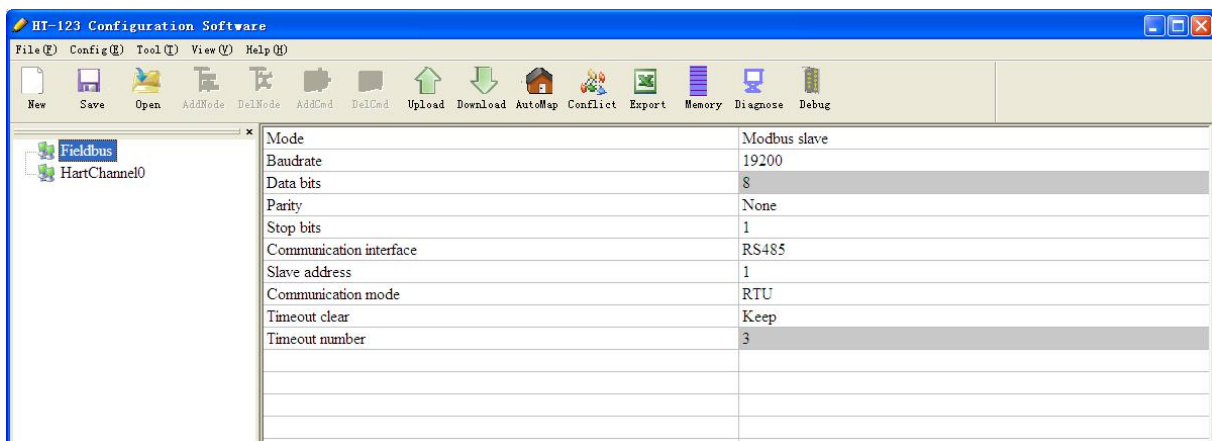 HT-123 Configuration Software
File(F) Config(E) Tool(T) View(V) Help(H)
New Save Open AddNode DelNode AddCmd DelCmd Upload Download AutoMap Conflict Export Memory Diagnose Debug
Fieldbus
HartChannel0
Mode Modbus slave
Baudrate 19200
Data bits 8
Parity None
Stop bits 1
Communication interface RS485
Slave address 1
Communication mode RTU
Timeout clear Keep
Timeout number 3